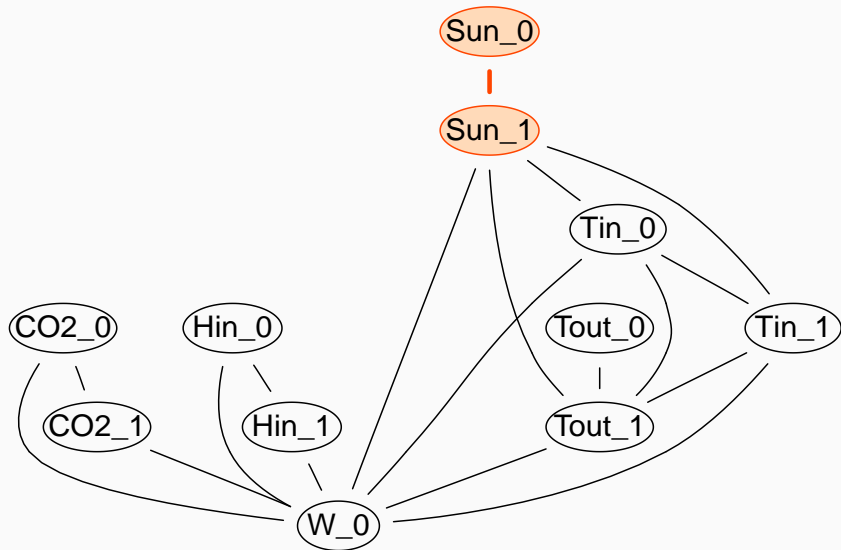 Sun_0
Sun_1
Tin_0
CO2_0
Hin_0
Tout_0
Tin_1
CO2_1
Hin_1
Tout_1
W_0